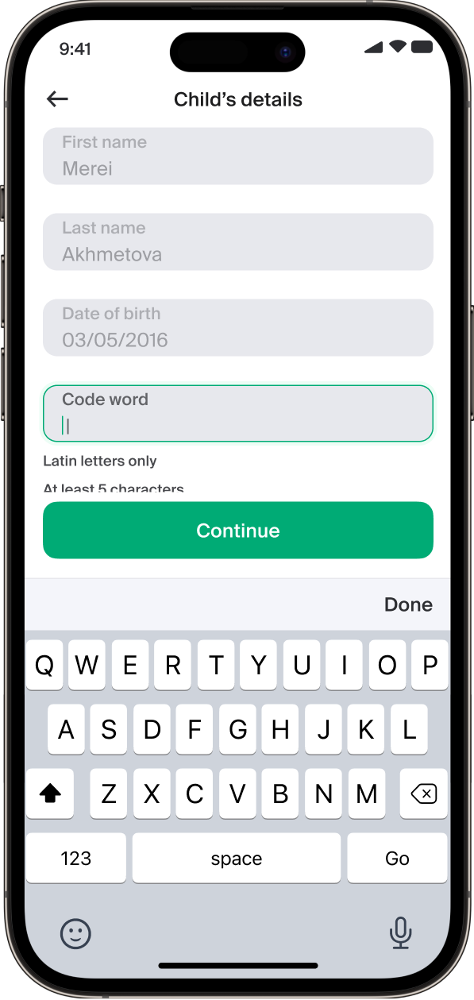 9:41
Child’s details
First name
Merei
Last name
Akhmetova
Date of birth
03/05/2016
Code word
Latin letters only
At least 5 characters
Continue
Done
Q W E R T Y U I O P
A S D F G H J K L
Z X C V B N M
123 space Go